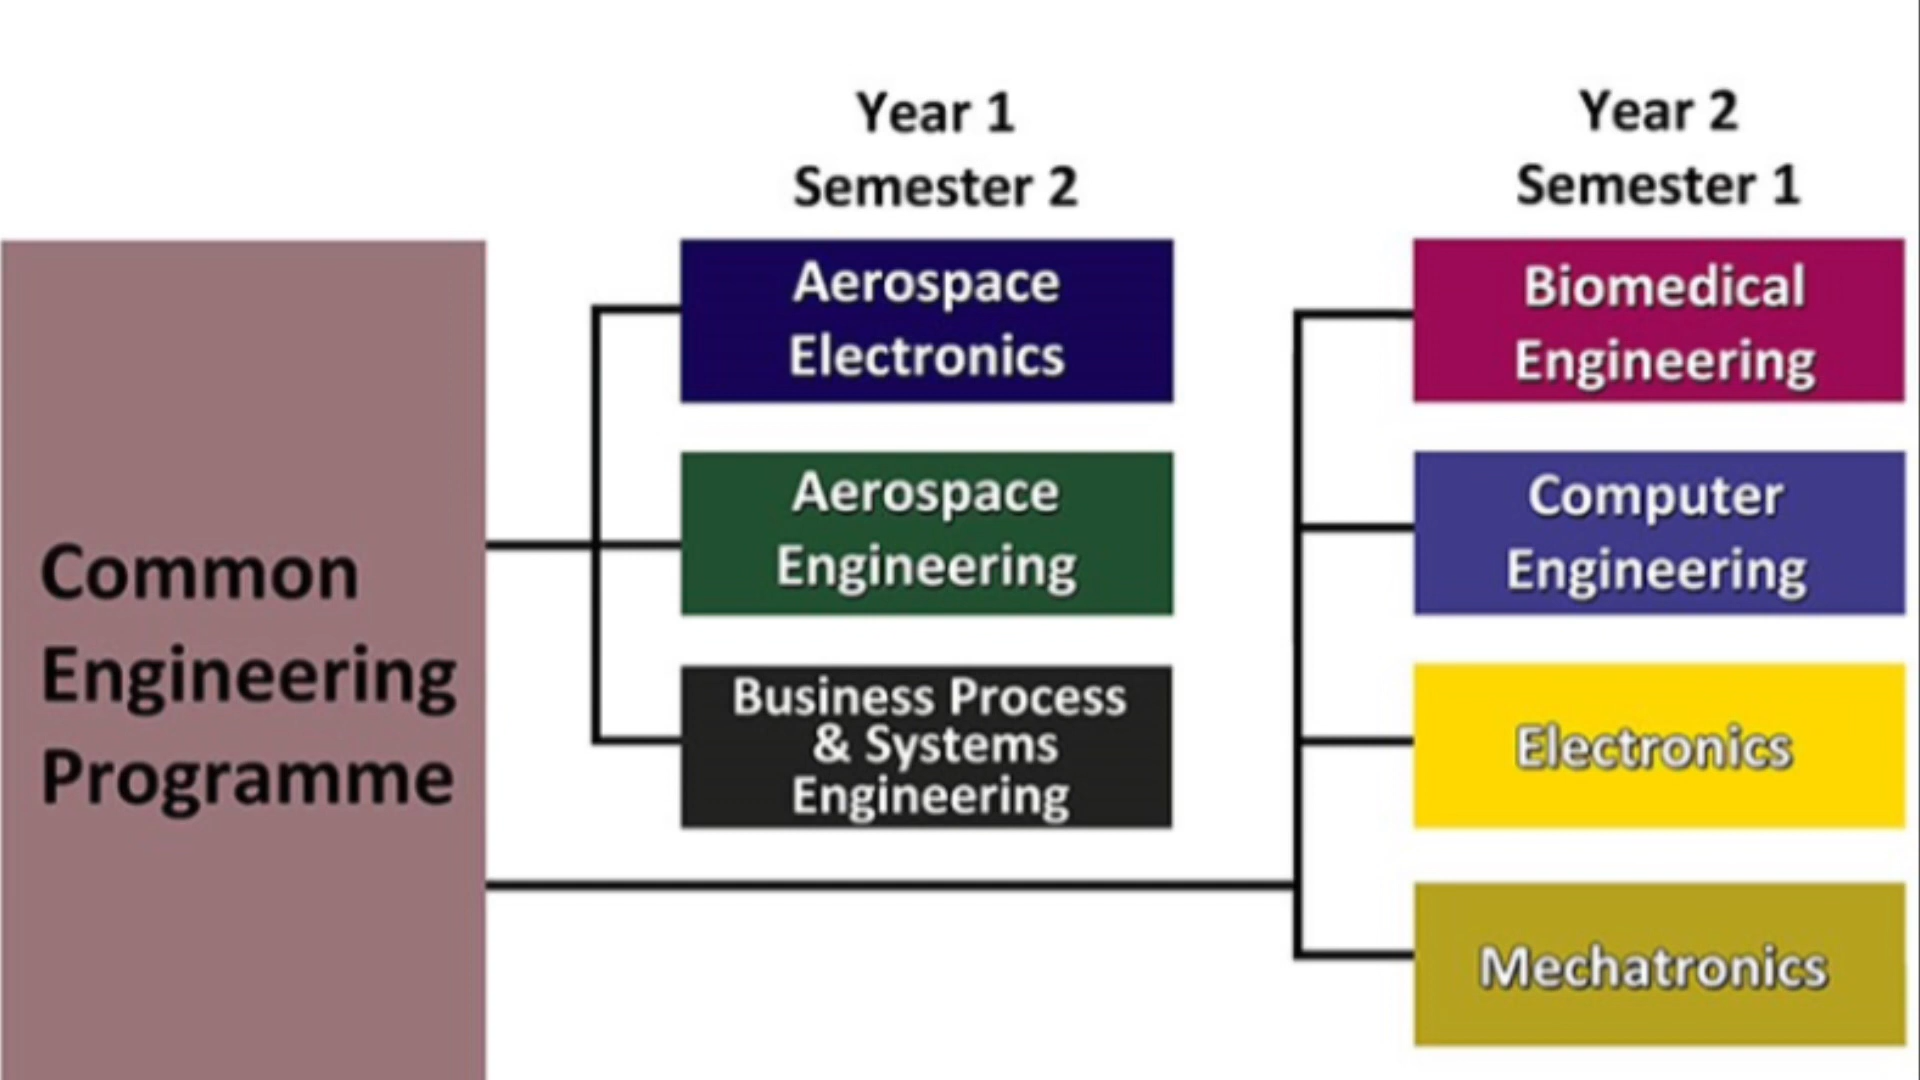 Year 1
Semester 2
Year 2
Semester 1
Common
Engineering
Programme
Aerospace
Electronics
Aerospace
Engineering
Business Process
& Systems
Engineering
Biomedical
Engineering
Computer
Engineering
Electronics
Mechatronics